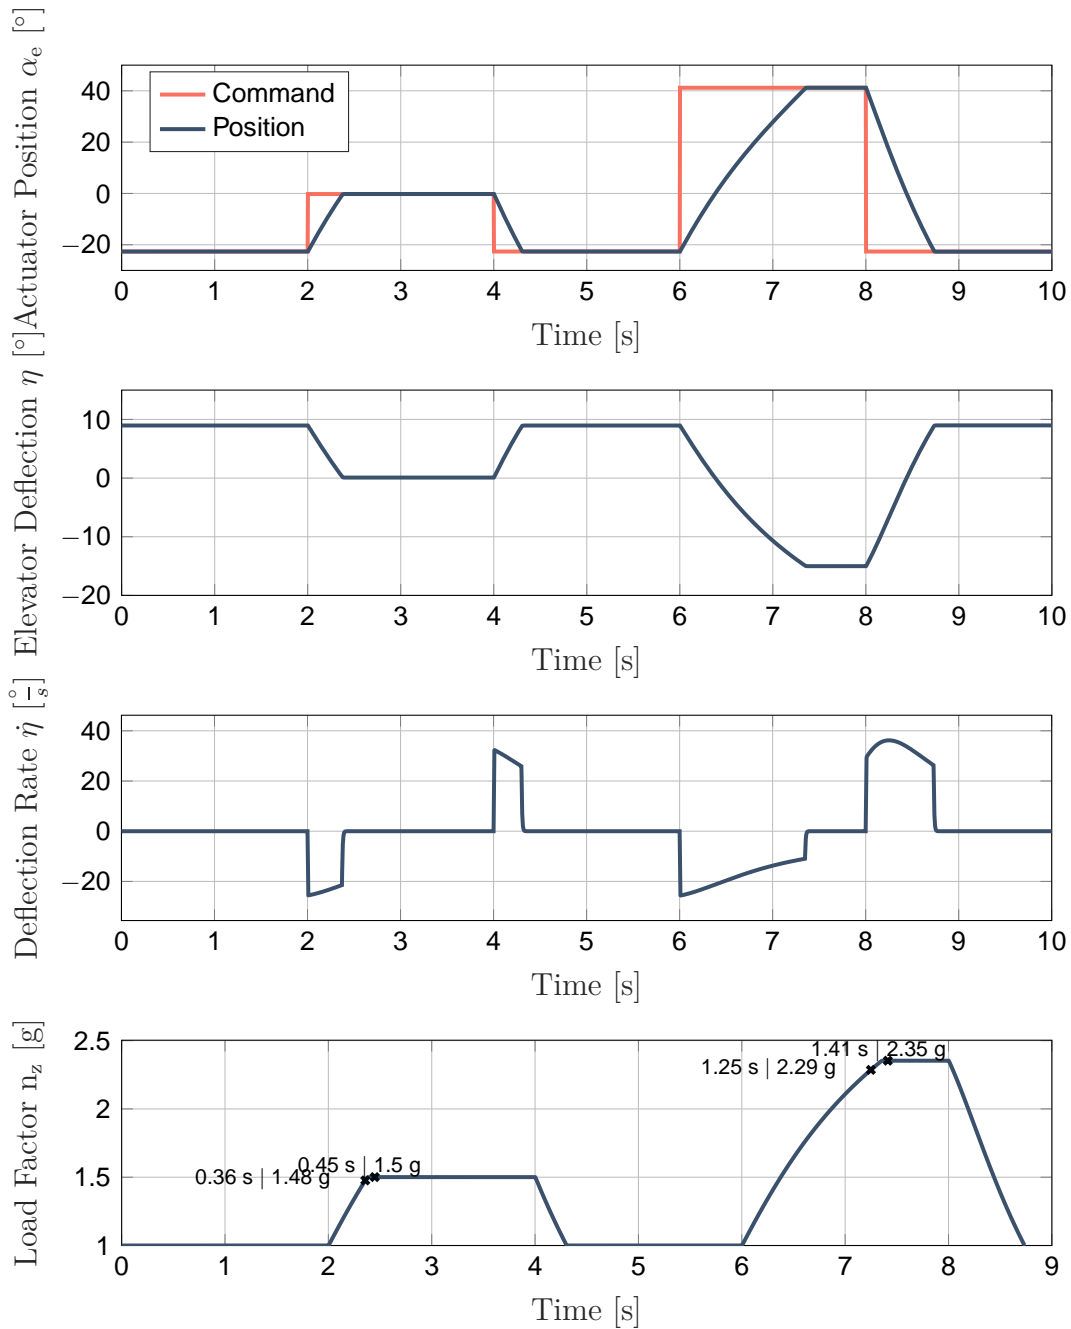 Actuator Position αe [°]
40
20
0
−20
Command
Position
0 1 2 3 4 5 6 7 8 9 10
Time [s]
Elevator Deflection η [°]
10
0
−10
−20
0 1 2 3 4 5 6 7 8 9 10
Time [s]
Deflection Rate η̇ [°/s]
40
20
0
−20
0 1 2 3 4 5 6 7 8 9 10
Time [s]
Load Factor nz [g]
2.5
2
1.5
1
1.41 s | 2.35 g
1.25 s | 2.29 g
0.45 s | 1.5 g
0.36 s | 1.48 g
0 1 2 3 4 5 6 7 8 9
Time [s]